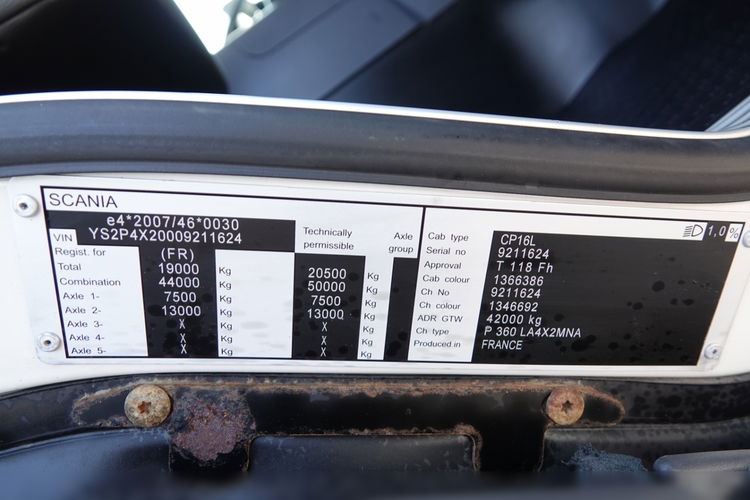 SCANIA
e4*2007/46*0030
VIN YS2P4X20009211624
Technically permissible
Axle group
Regist. for (FR)
Total 19000 Kg 20500 Kg
Combination 44000 Kg 50000 Kg
Axle 1- 7500 Kg 7500 Kg
Axle 2- 13000 Kg 13000 Kg
Axle 3- X Kg X Kg
Axle 4- X Kg X Kg
Axle 5- X Kg X Kg
1,0%
Cab type CP16L
Serial no 9211624
Approval T 118 Fh
Cab colour 1366386
Ch No 9211624
Ch colour 1346692
ADR GTW 42000 kg
Ch type P 360 LA4X2MNA
Produced in FRANCE